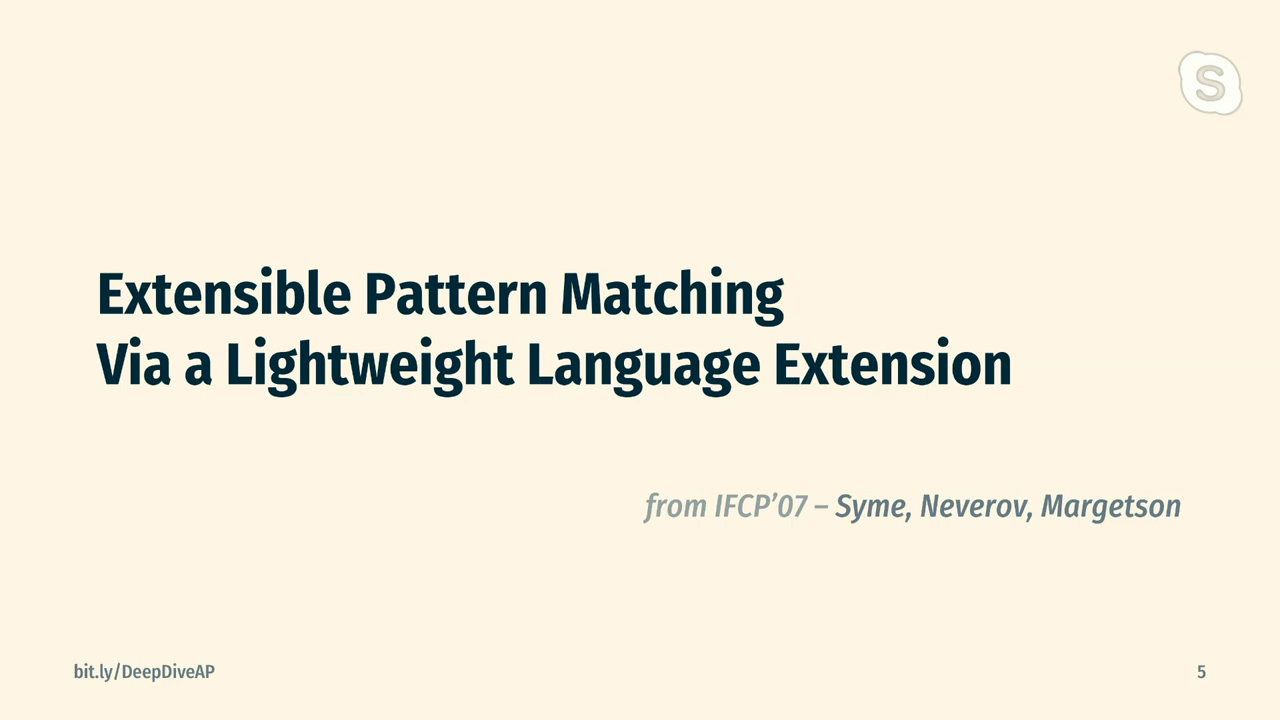 S
Extensible Pattern Matching
Via a Lightweight Language Extension
from IFCP’07 – Syme, Neverov, Margetson
bit.ly/DeepDiveAP
5